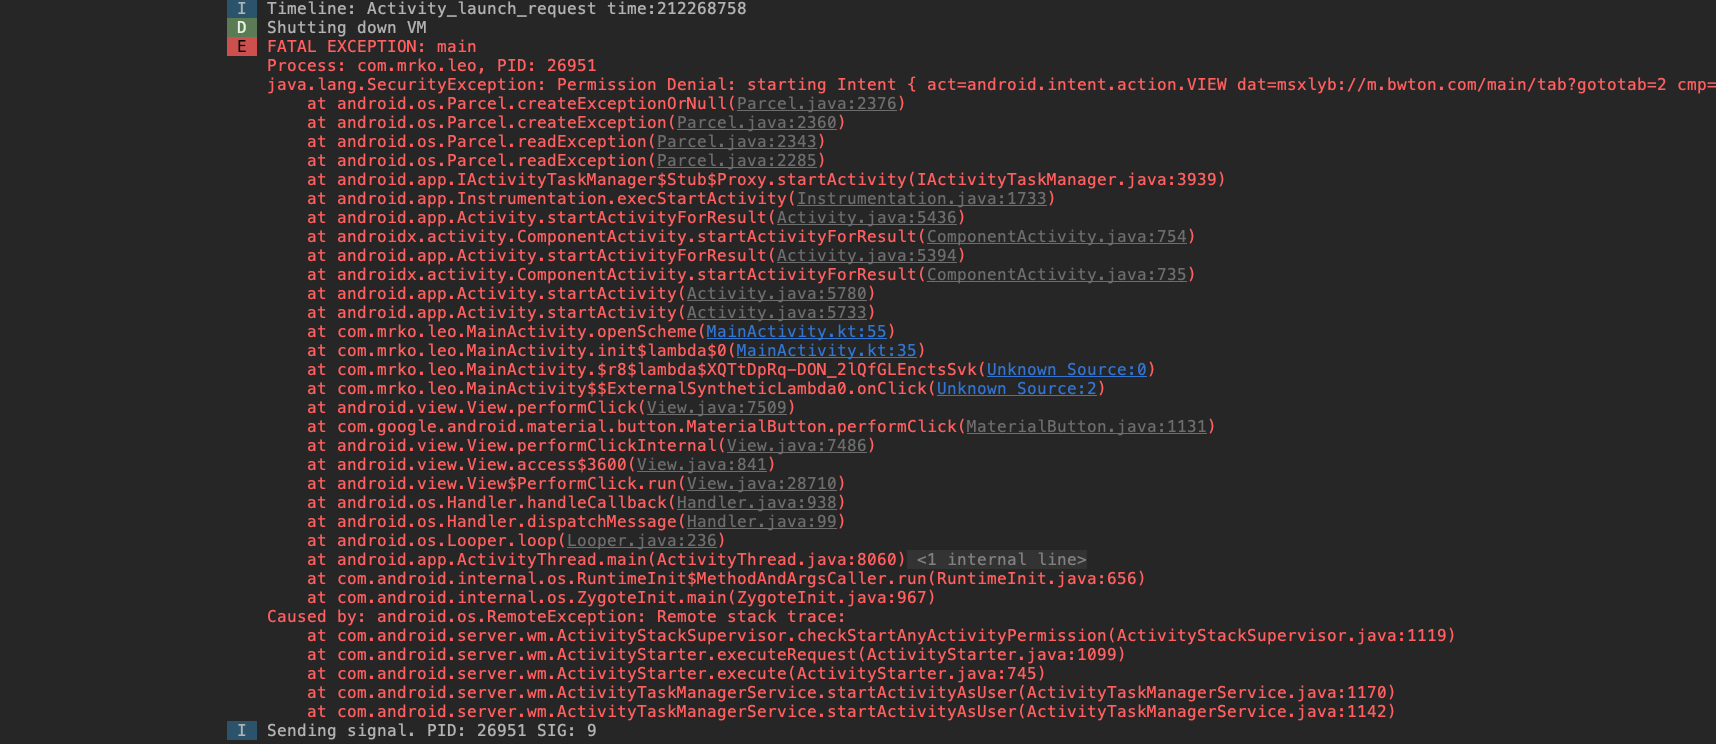 I Timeline: Activity_launch_request time:212268758
D Shutting down VM
E FATAL EXCEPTION: main
Process: com.mrko.leo, PID: 26951
java.lang.SecurityException: Permission Denial: starting Intent { act=android.intent.action.VIEW dat=msxlyb://m.bwton.com/main/tab?gototab=2 cmp=
at android.os.Parcel.createExceptionOrNull(Parcel.java:2376)
at android.os.Parcel.createException(Parcel.java:2360)
at android.os.Parcel.readException(Parcel.java:2343)
at android.os.Parcel.readException(Parcel.java:2285)
at android.app.IActivityTaskManager$Stub$Proxy.startActivity(IActivityTaskManager.java:3939)
at android.app.Instrumentation.execStartActivity(Instrumentation.java:1733)
at android.app.Activity.startActivityForResult(Activity.java:5436)
at androidx.activity.ComponentActivity.startActivityForResult(ComponentActivity.java:754)
at android.app.Activity.startActivityForResult(Activity.java:5394)
at androidx.activity.ComponentActivity.startActivityForResult(ComponentActivity.java:735)
at android.app.Activity.startActivity(Activity.java:5780)
at android.app.Activity.startActivity(Activity.java:5733)
at com.mrko.leo.MainActivity.openScheme(MainActivity.kt:55)
at com.mrko.leo.MainActivity.init$lambda$0(MainActivity.kt:35)
at com.mrko.leo.MainActivity.$r8$lambda$XQTtDpRq-DON_2lQfGLEnctsSvk(Unknown Source:0)
at com.mrko.leo.MainActivity$$ExternalSyntheticLambda0.onClick(Unknown Source:2)
at android.view.View.performClick(View.java:7509)
at com.google.android.material.button.MaterialButton.performClick(MaterialButton.java:1131)
at android.view.View.performClickInternal(View.java:7486)
at android.view.View.access$3600(View.java:841)
at android.view.View$PerformClick.run(View.java:28710)
at android.os.Handler.handleCallback(Handler.java:938)
at android.os.Handler.dispatchMessage(Handler.java:99)
at android.os.Looper.loop(Looper.java:236)
at android.app.ActivityThread.main(ActivityThread.java:8060) <1 internal line>
at com.android.internal.os.RuntimeInit$MethodAndArgsCaller.run(RuntimeInit.java:656)
at com.android.internal.os.ZygoteInit.main(ZygoteInit.java:967)
Caused by: android.os.RemoteException: Remote stack trace:
at com.android.server.wm.ActivityStackSupervisor.checkStartAnyActivityPermission(ActivityStackSupervisor.java:1119)
at com.android.server.wm.ActivityStarter.executeRequest(ActivityStarter.java:1099)
at com.android.server.wm.ActivityStarter.execute(ActivityStarter.java:745)
at com.android.server.wm.ActivityTaskManagerService.startActivityAsUser(ActivityTaskManagerService.java:1170)
at com.android.server.wm.ActivityTaskManagerService.startActivityAsUser(ActivityTaskManagerService.java:1142)
I Sending signal. PID: 26951 SIG: 9